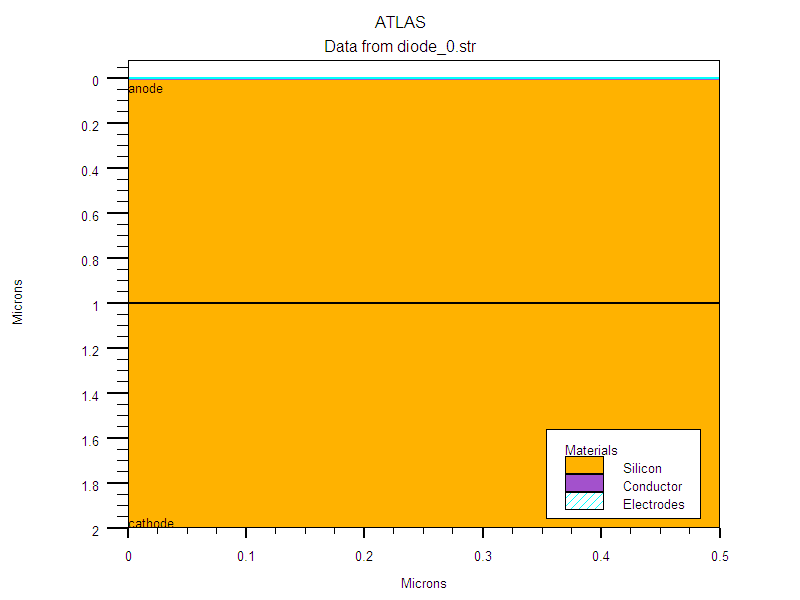 ATLAS
Data from diode_0.str
0
anode
0.2
0.4
0.6
0.8
Microns
1
1.2
1.4
1.6
1.8
2
cathode
Materials
Silicon
Conductor
Electrodes
0 0.1 0.2 0.3 0.4 0.5
Microns